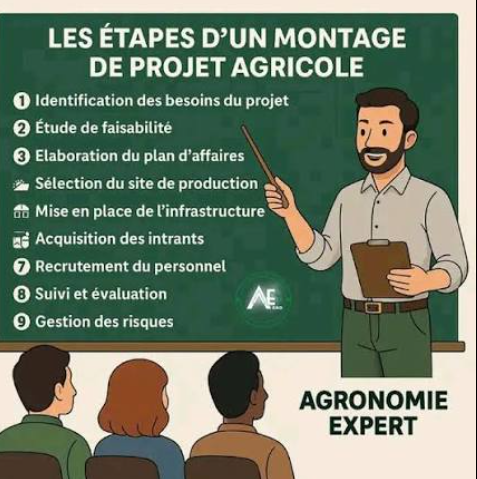 LES ÉTAPES D'UN MONTAGE
DE PROJET AGRICOLE
1 Identification des besoins du projet
2 Étude de faisabilité
3 Elaboration du plan d'affaires
Sélection du site de production
Mise en place de l'infrastructure
Acquisition des intrants
7 Recrutement du personnel
8 Suivi et évaluation
9 Gestion des risques
AE
AGRONOMIE
EXPERT